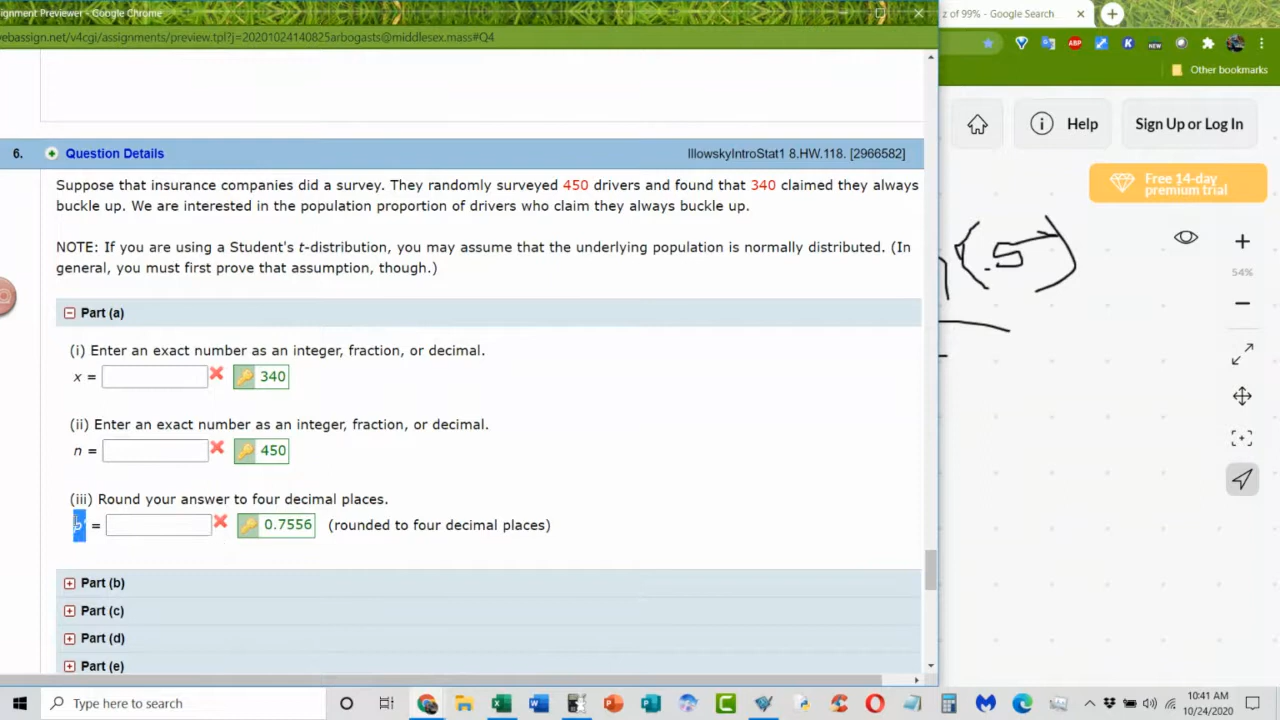 ignment Previewer - Google Chrome
z of 99% - Google Search
ebassign.net/v4cgi/assignments/preview.tpl?j=20201024140825arbogasts@middlesex.mass#Q4
ABP
K
NEW
Other bookmarks
Help
Sign Up or Log In
Free 14-day
premium trial
6. Question Details IllowskyIntroStat1 8.HW.118. [2966582]
Suppose that insurance companies did a survey. They randomly surveyed 450 drivers and found that 340 claimed they always
buckle up. We are interested in the population proportion of drivers who claim they always buckle up.
NOTE: If you are using a Student's t-distribution, you may assume that the underlying population is normally distributed. (In
general, you must first prove that assumption, though.)
Part (a)
(i) Enter an exact number as an integer, fraction, or decimal.
x = 340
(ii) Enter an exact number as an integer, fraction, or decimal.
n = 450
(iii) Round your answer to four decimal places.
p' = 0.7556 (rounded to four decimal places)
Part (b)
Part (c)
Part (d)
Part (e)
54%
Type here to search
10:41 AM
10/24/2020